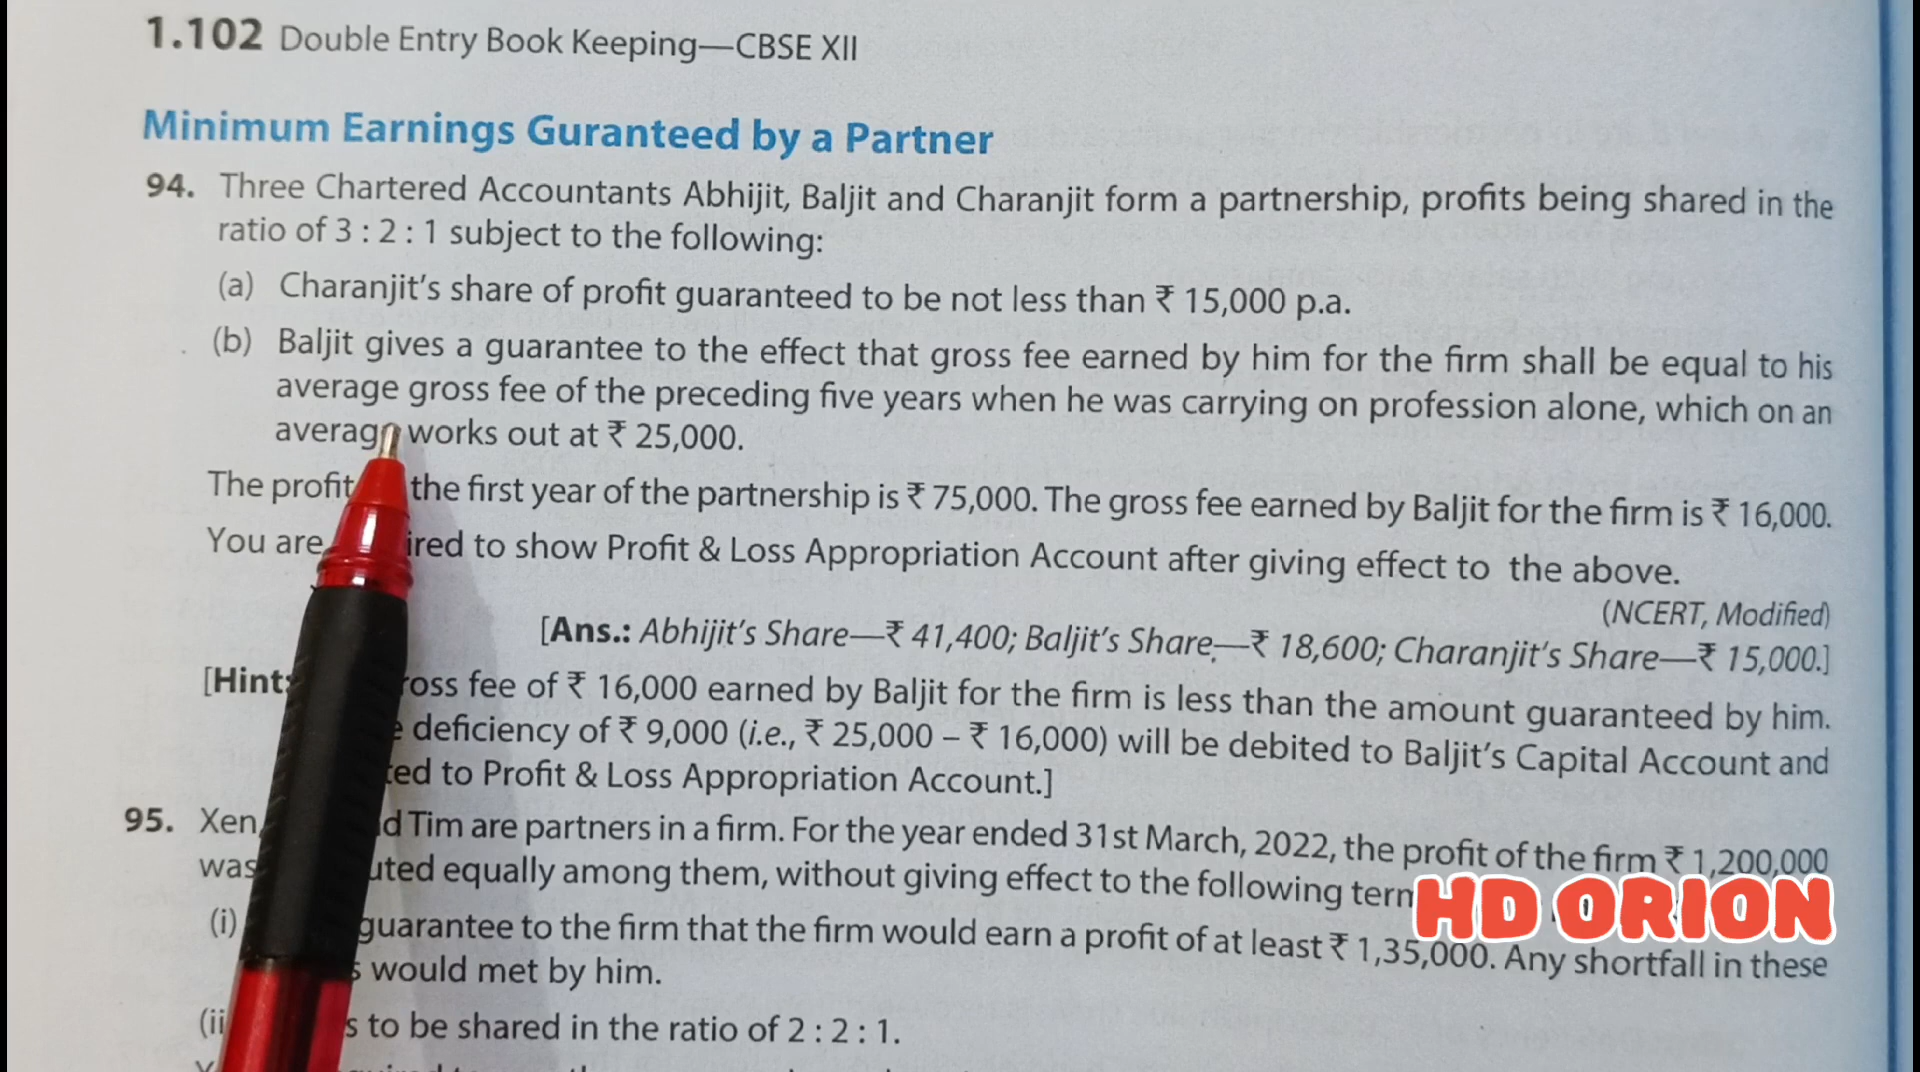 1.102 Double Entry Book Keeping—CBSE XII
Minimum Earnings Guranteed by a Partner
94. Three Chartered Accountants Abhijit, Baljit and Charanjit form a partnership, profits being shared in the
ratio of 3 : 2 : 1 subject to the following:
(a) Charanjit's share of profit guaranteed to be not less than ₹ 15,000 p.a.
(b) Baljit gives a guarantee to the effect that gross fee earned by him for the firm shall be equal to his
average gross fee of the preceding five years when he was carrying on profession alone, which on an
average works out at ₹ 25,000.
The profit the first year of the partnership is ₹ 75,000. The gross fee earned by Baljit for the firm is ₹ 16,000.
You are ired to show Profit & Loss Appropriation Account after giving effect to the above.
(NCERT, Modified)
[Ans.: Abhijit's Share—₹ 41,400; Baljit's Share—₹ 18,600; Charanjit's Share—₹ 15,000.]
[Hint: oss fee of ₹ 16,000 earned by Baljit for the firm is less than the amount guaranteed by him.
deficiency of ₹ 9,000 (i.e., ₹ 25,000 – ₹ 16,000) will be debited to Baljit's Capital Account and
ted to Profit & Loss Appropriation Account.]
95. Xen, d Tim are partners in a firm. For the year ended 31st March, 2022, the profit of the firm ₹ 1,200,000
was uted equally among them, without giving effect to the following term
HD ORION
(i) guarantee to the firm that the firm would earn a profit of at least ₹ 1,35,000. Any shortfall in these
s would met by him.
(ii s to be shared in the ratio of 2 : 2 : 1.